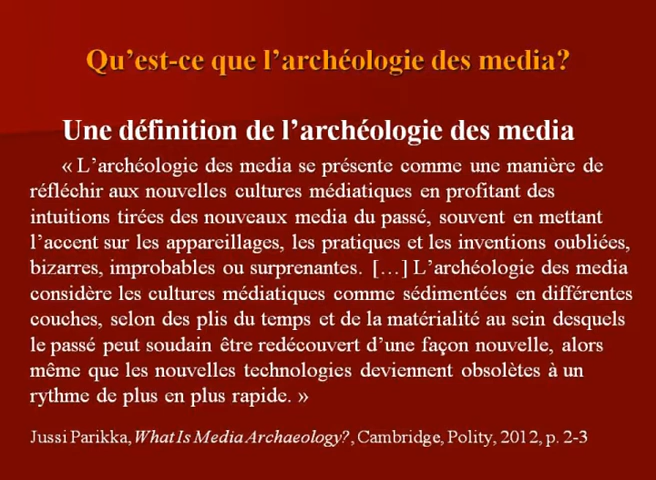 Qu’est-ce que l’archéologie des media?
Une définition de l’archéologie des media
« L’archéologie des media se présente comme une manière de
réfléchir aux nouvelles cultures médiatiques en profitant des
intuitions tirées des nouveaux media du passé, souvent en mettant
l’accent sur les appareillages, les pratiques et les inventions oubliées,
bizarres, improbables ou surprenantes. […] L’archéologie des media
considère les cultures médiatiques comme sédimentées en différentes
couches, selon des plis du temps et de la matérialité au sein desquels
le passé peut soudain être redécouvert d’une façon nouvelle, alors
même que les nouvelles technologies deviennent obsolètes à un
rythme de plus en plus rapide. »
Jussi Parikka, What Is Media Archaeology?, Cambridge, Polity, 2012, p. 2-3